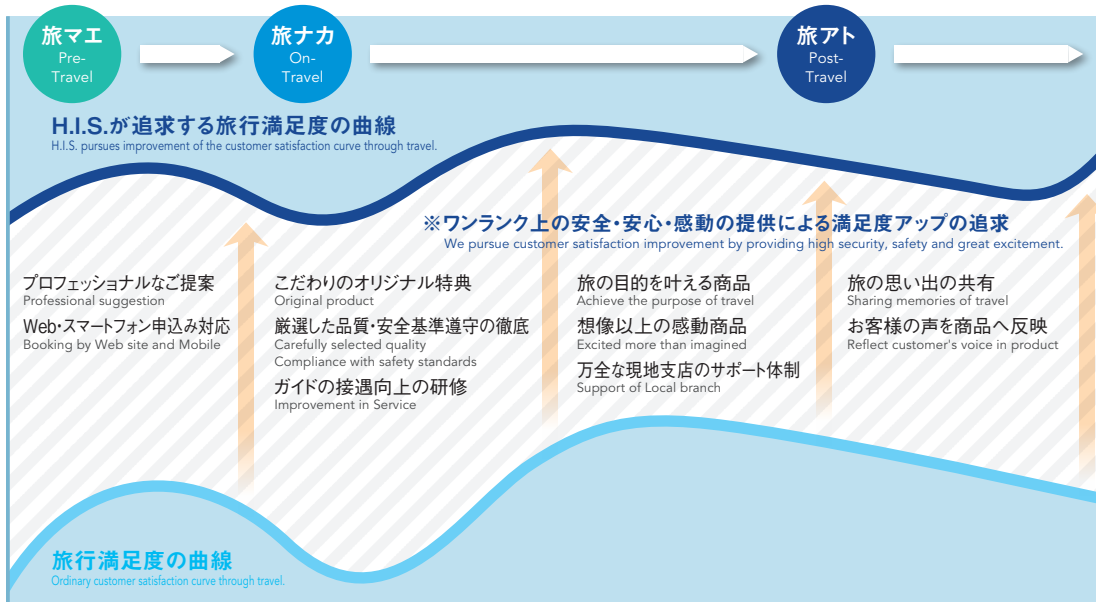 旅マエ
Pre-
Travel
旅ナカ
On-
Travel
旅アト
Post-
Travel
H.I.S.が追求する旅行満足度の曲線
H.I.S. pursues improvement of the customer satisfaction curve through travel.
※ワンランク上の安全・安心・感動の提供による満足度アップの追求
We pursue customer satisfaction improvement by providing high security, safety and great excitement.
プロフェッショナルなご提案
Professional suggestion
Web・スマートフォン申込み対応
Booking by Web site and Mobile
こだわりのオリジナル特典
Original product
厳選した品質・安全基準遵守の徹底
Carefully selected quality
Compliance with safety standards
ガイドの接遇向上の研修
Improvement in Service
旅の目的を叶える商品
Achieve the purpose of travel
想像以上の感動商品
Excited more than imagined
万全な現地支店のサポート体制
Support of Local branch
旅の思い出の共有
Sharing memories of travel
お客様の声を商品へ反映
Reflect customer's voice in product
旅行満足度の曲線
Ordinary customer satisfaction curve through travel.